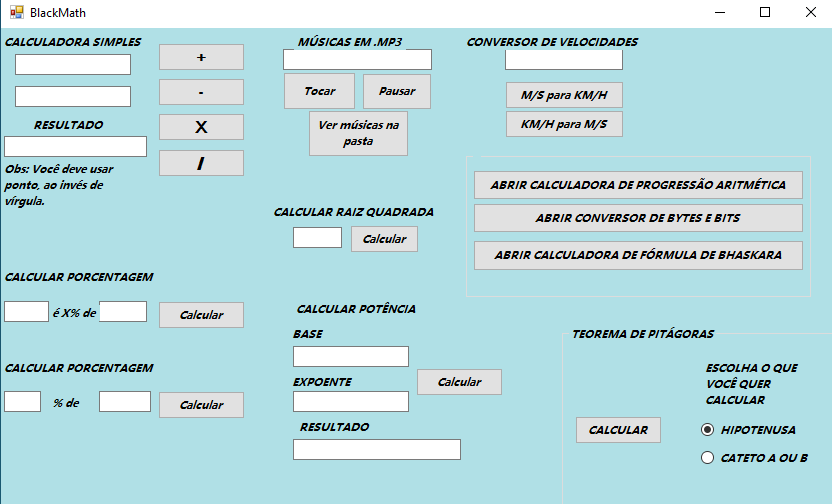 BlackMath
CALCULADORA SIMPLES
+
-
X
/
RESULTADO
Obs: Você deve usar
ponto, ao invés de
vírgula.
MÚSICAS EM .MP3
Tocar
Pausar
Ver músicas na
pasta
CONVERSOR DE VELOCIDADES
M/S para KM/H
KM/H para M/S
ABRIR CALCULADORA DE PROGRESSÃO ARITMÉTICA
ABRIR CONVERSOR DE BYTES E BITS
ABRIR CALCULADORA DE FÓRMULA DE BHASKARA
CALCULAR RAIZ QUADRADA
Calcular
CALCULAR PORCENTAGEM
é X% de
Calcular
CALCULAR PORCENTAGEM
% de
Calcular
CALCULAR POTÊNCIA
BASE
EXPOENTE
Calcular
RESULTADO
TEOREMA DE PITÁGORAS
ESCOLHA O QUE
VOCÊ QUER
CALCULAR
CALCULAR
HIPOTENUSA
CATETO A OU B